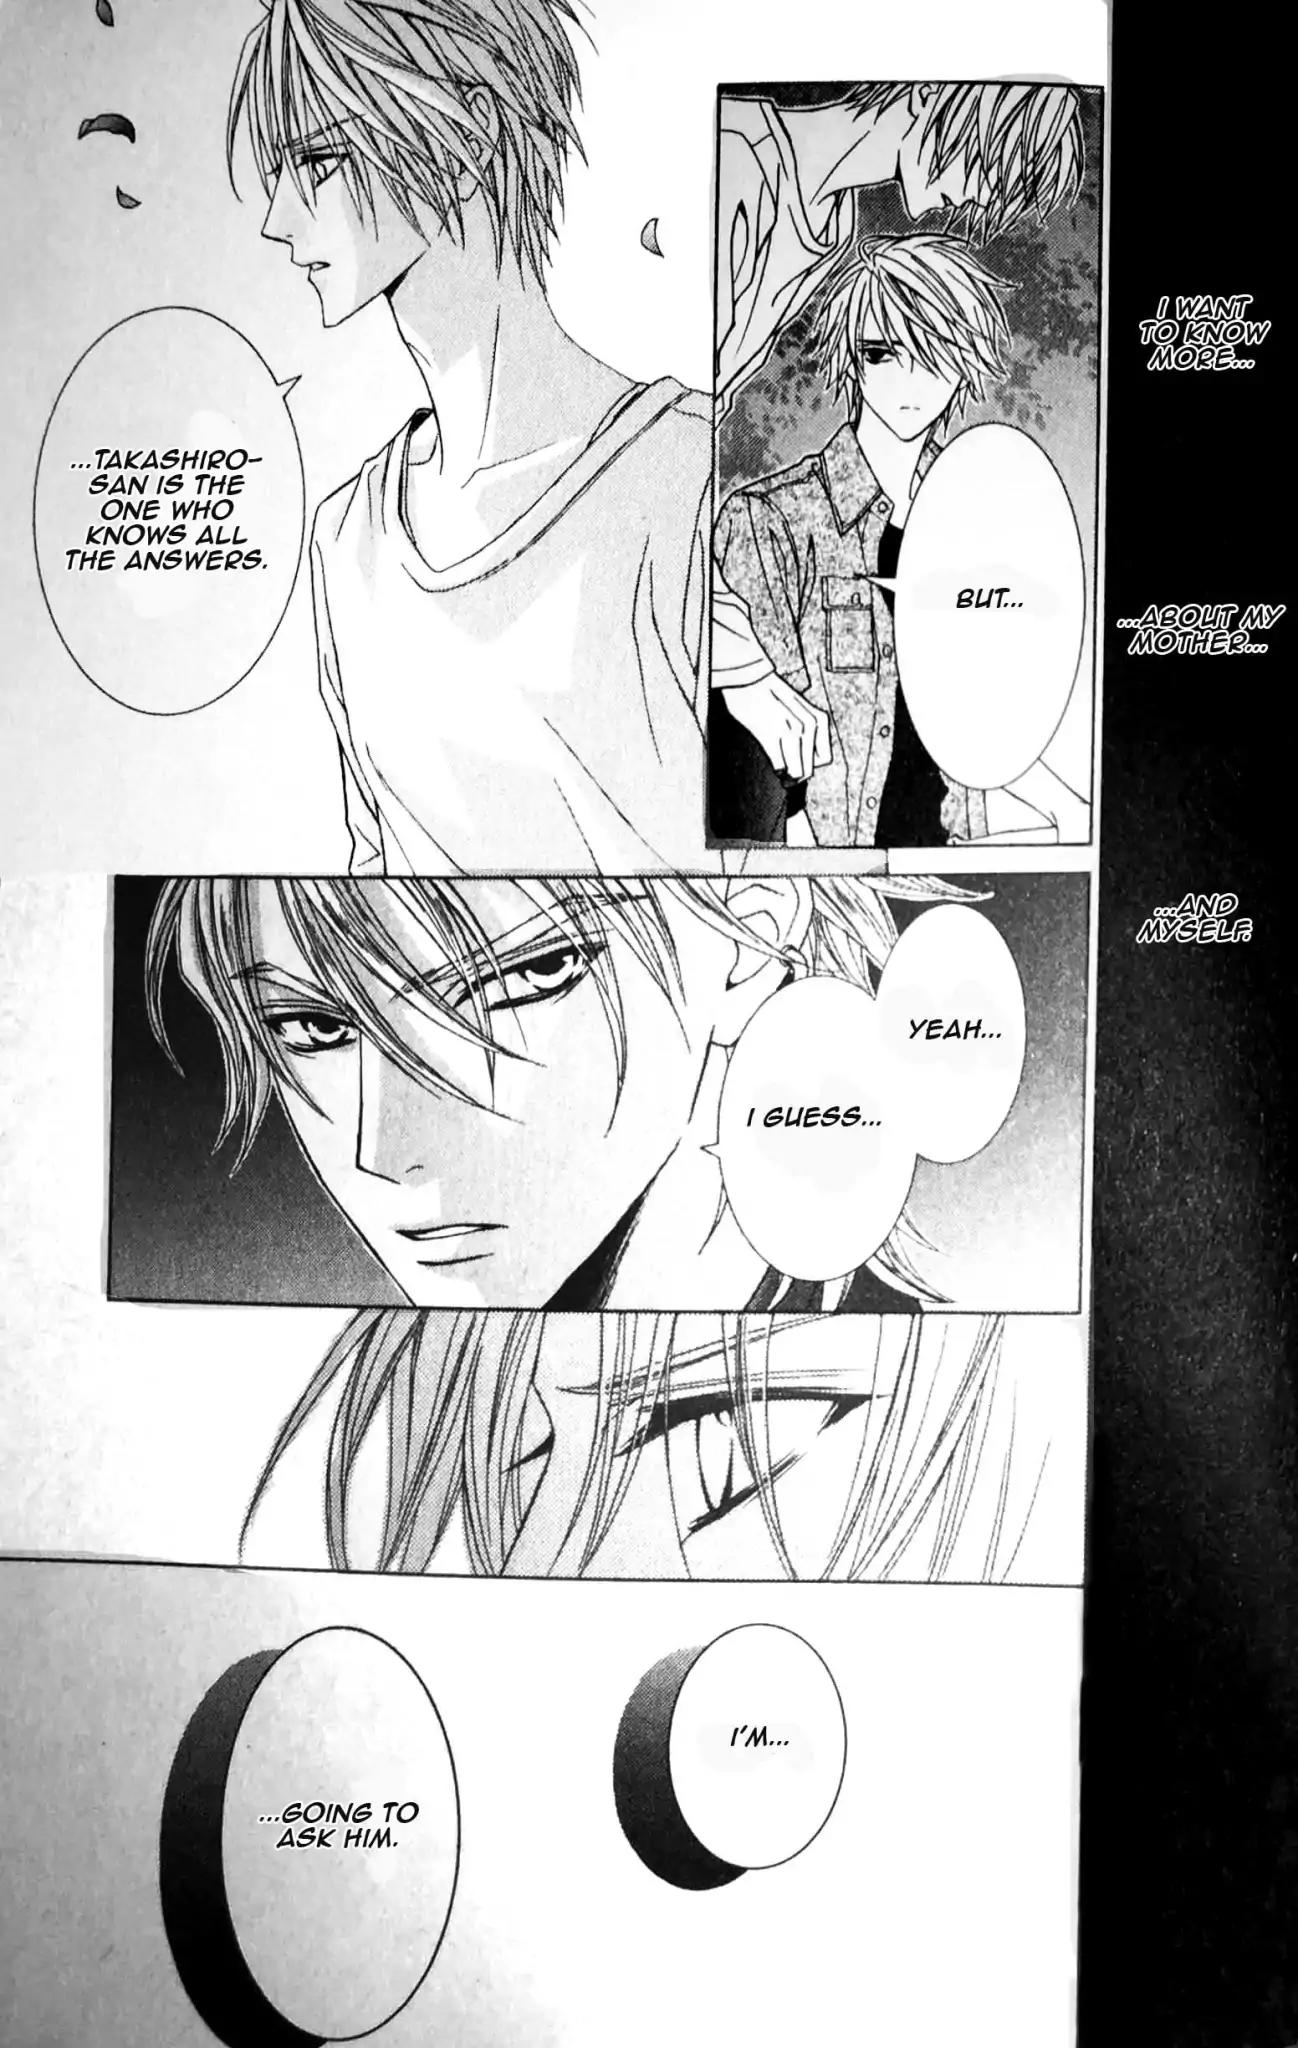 I WANT
TO KNOW
MORE...
...ABOUT MY
MOTHER...
...AND
MYSELF.
BUT...
...TAKASHIRO-
SAN IS THE
ONE WHO
KNOWS ALL
THE ANSWERS.
YEAH...
I GUESS...
I'M...
...GOING TO
ASK HIM.